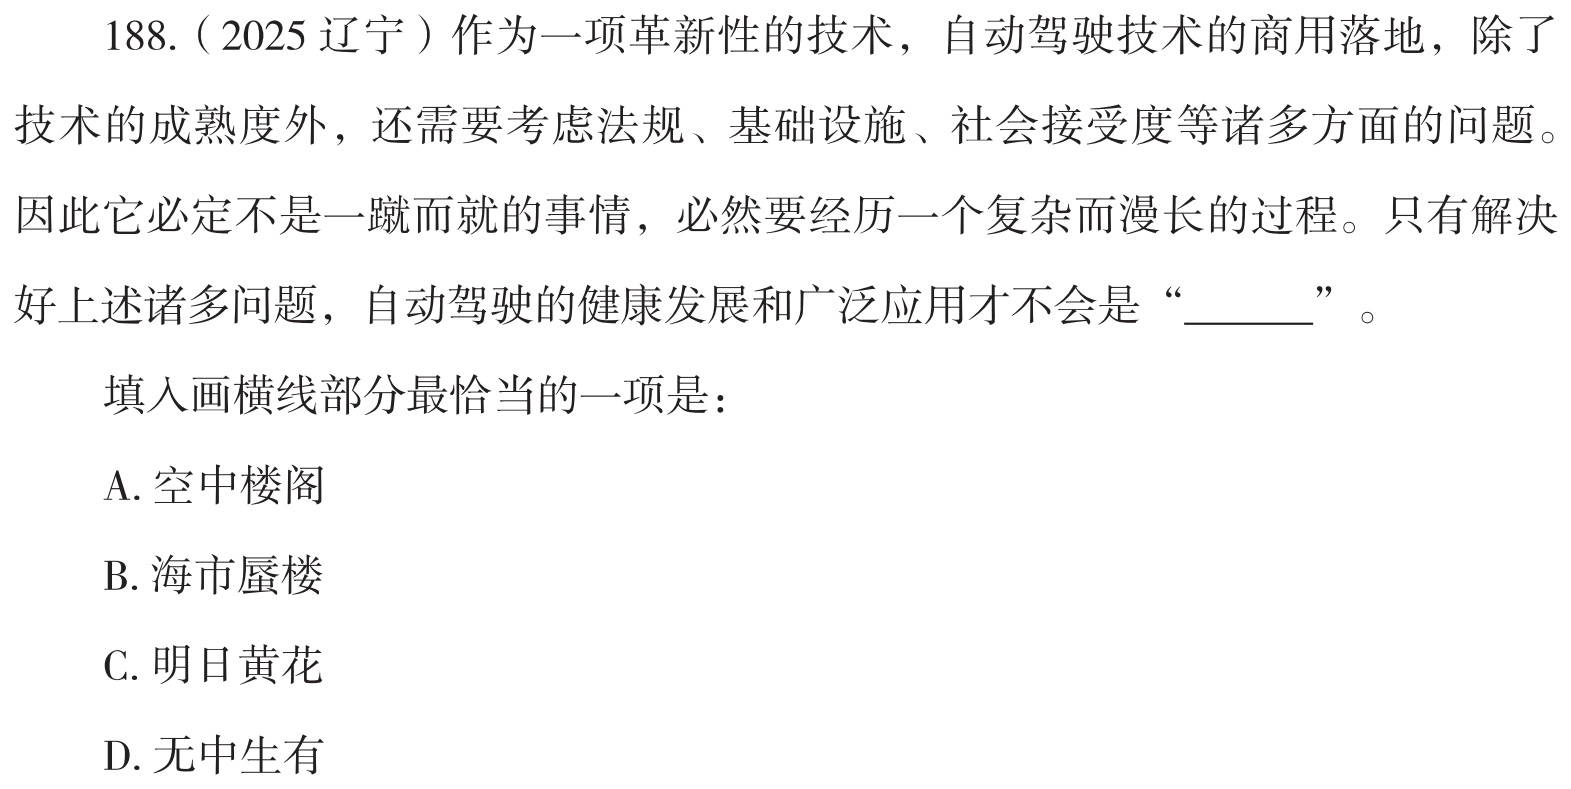 188.（2025 辽宁）作为一项革新性的技术，自动驾驶技术的商用落地，除了
技术的成熟度外，还需要考虑法规、基础设施、社会接受度等诸多方面的问题。
因此它必定不是一蹴而就的事情，必然要经历一个复杂而漫长的过程。只有解决
好上述诸多问题，自动驾驶的健康发展和广泛应用才不会是“______”。
填入画横线部分最恰当的一项是：
A. 空中楼阁
B. 海市蜃楼
C. 明日黄花
D. 无中生有